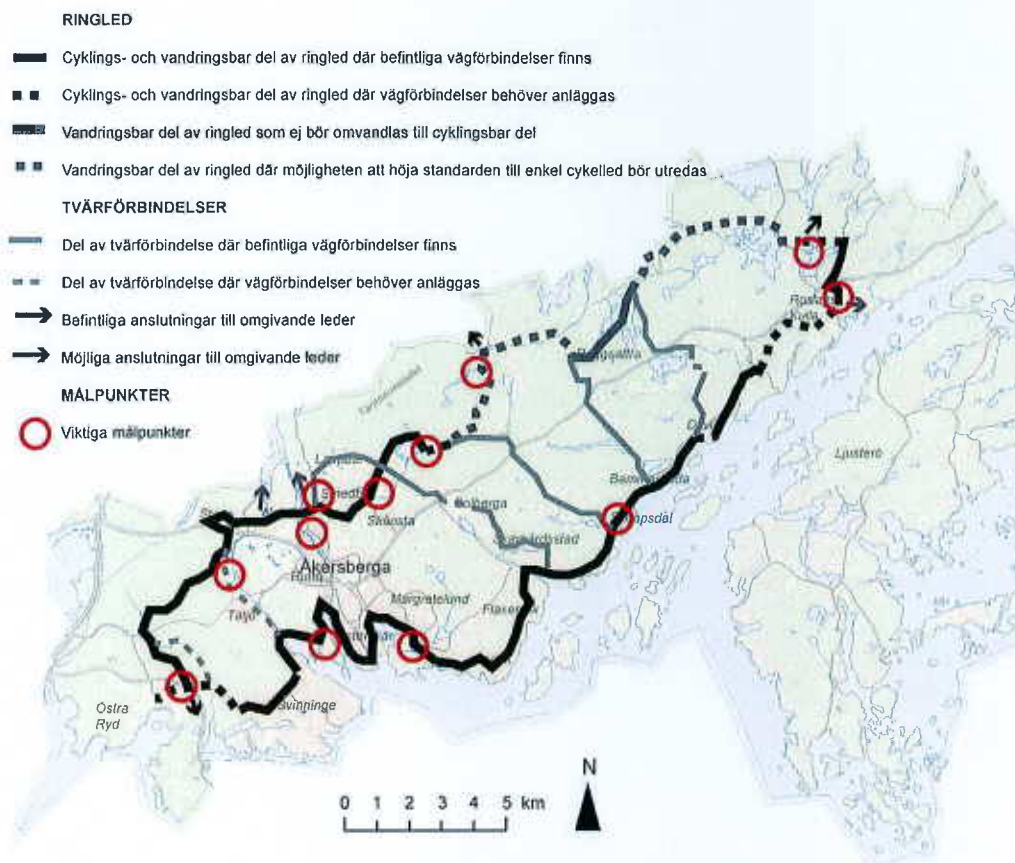 RINGLED
Cyklings- och vandringsbar del av ringled där befintliga vägförbindelser finns
Cyklings- och vandringsbar del av ringled där vägförbindelser behöver anläggas
Vandringsbar del av ringled som ej bör omvandlas till cyklingsbar del
Vandringsbar del av ringled där möjligheten att höja standarden till enkel cykelled bör utredas
TVÄRFÖRBINDELSER
Del av tvärförbindelse där befintliga vägförbindelser finns
Del av tvärförbindelse där vägförbindelser behöver anläggas
Befintliga anslutningar till omgivande leder
Möjliga anslutningar till omgivande leder
MÅLPUNKTER
Viktiga målpunkter
Ljusterö
Åkersberga
Margretelund
Svinninge
Östra
Ryd
N
0 1 2 3 4 5 km